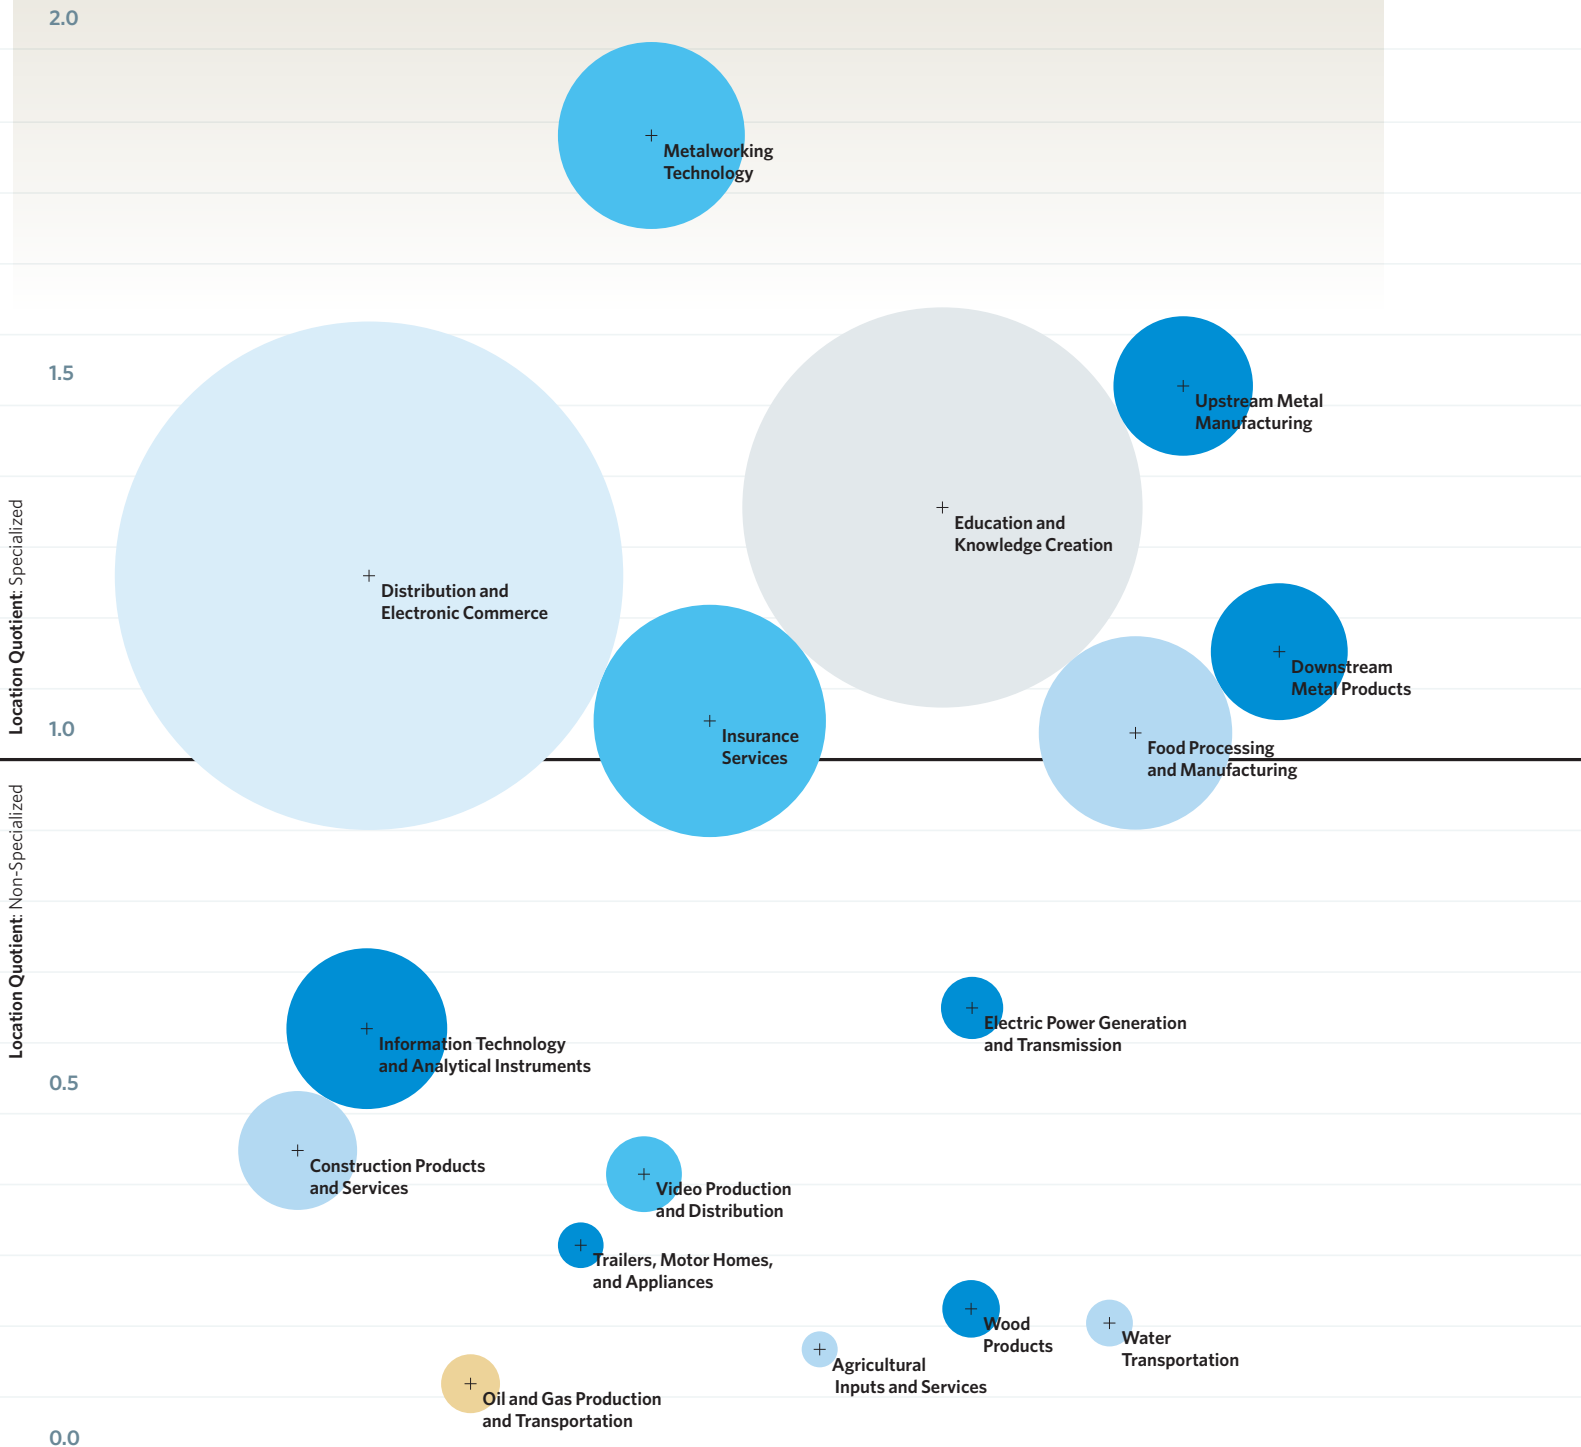 2.0
Metalworking
Technology
1.5
Upstream Metal
Manufacturing
Education and
Knowledge Creation
Distribution and
Electronic Commerce
Downstream
Metal Products
Location Quotient: Specialized
1.0
Insurance
Services
Food Processing
and Manufacturing
Location Quotient: Non-Specialized
Electric Power Generation
and Transmission
Information Technology
and Analytical Instruments
0.5
Construction Products
and Services
Video Production
and Distribution
Trailers, Motor Homes,
and Appliances
Wood
Products
Water
Transportation
Agricultural
Inputs and Services
Oil and Gas Production
and Transportation
0.0